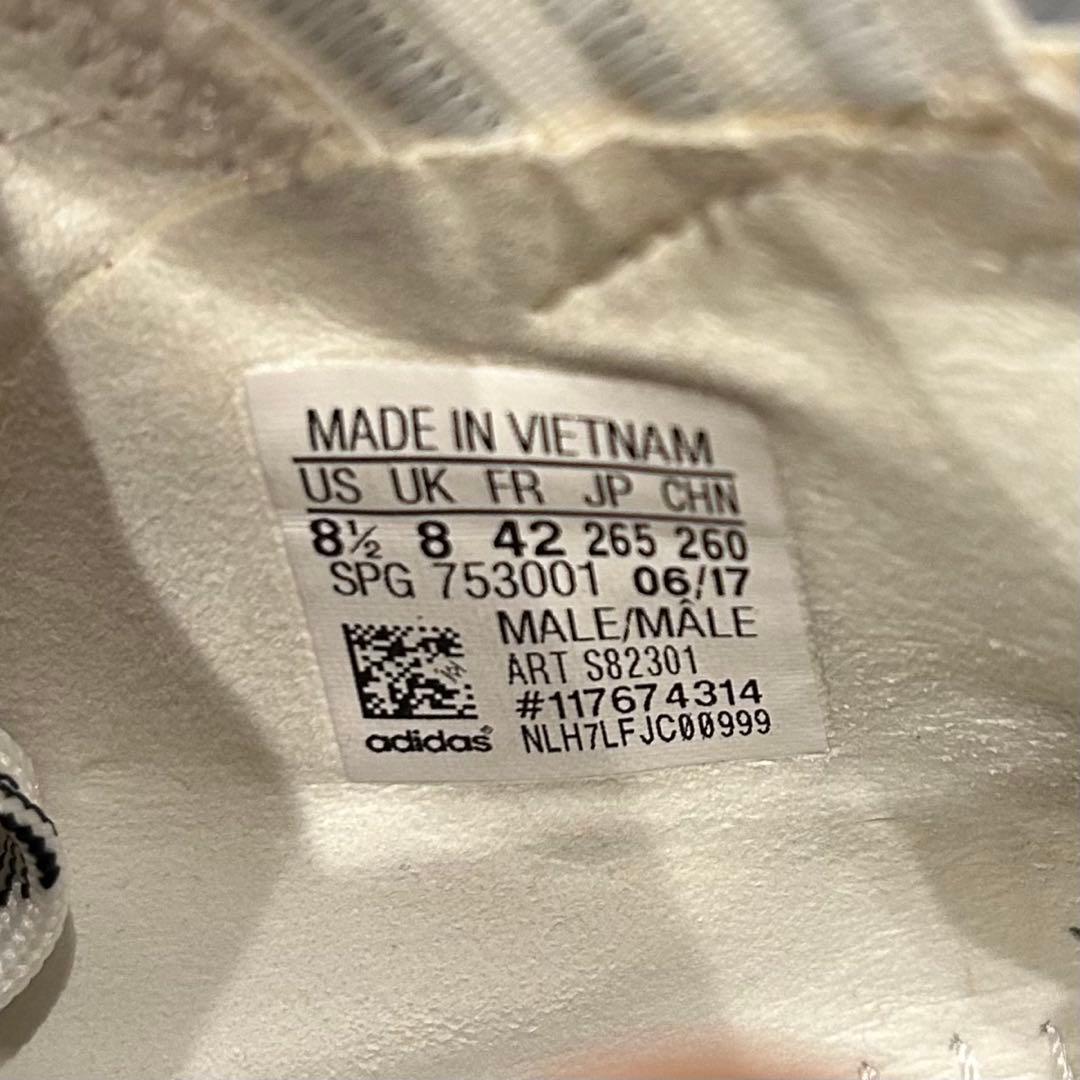 MADE IN VIETNAM
US UK FR JP CHN
8½ 8 42 265 260
SPG 753001 06/17
MALE/MÂLE
ART S82301
#117674314
adidas® NLH7LFJC00999